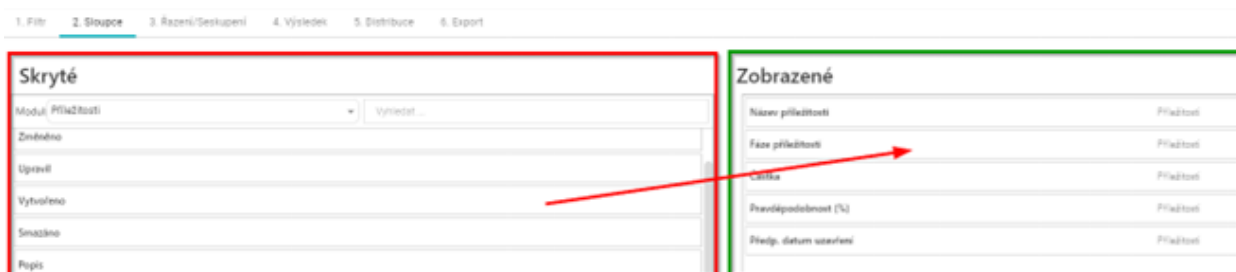 1. Filtr 2. Sloupce 3. Řazení/Seskupení 4. Výsledek 5. Distribuce 6. Export
Skryté
Modul Příležitosti Vyhledat ...
Změněno
Upravil
Vytvořeno
Smazáno
Popis
Zobrazené
Název příležitosti Příležitosti
Fáze příležitosti Příležitosti
Částka Příležitosti
Pravděpodobnost (%) Příležitosti
Předp. datum uzavření Příležitosti